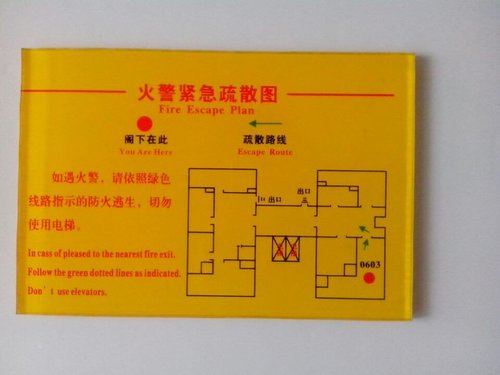 火警紧急疏散图
Fire Escape Plan
阁下在此
You Are Here
疏散路线
Escape Route
如遇火警，请依照绿色
线路指示的防火逃生，切勿
使用电梯。
In cass of pleased to the nearest fire exit.
Follow the green dotted lines as indicated.
Don't use elevators.
出口
出口
0603